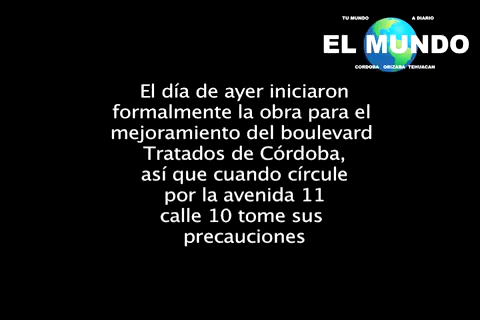 TU MUNDO A DIARIO
EL MUNDO
CORDOBA ORIZABA TEHUACAN
El día de ayer iniciaron
formalmente la obra para el
mejoramiento del boulevard
Tratados de Córdoba,
así que cuando círcule
por la avenida 11
calle 10 tome sus
precauciones